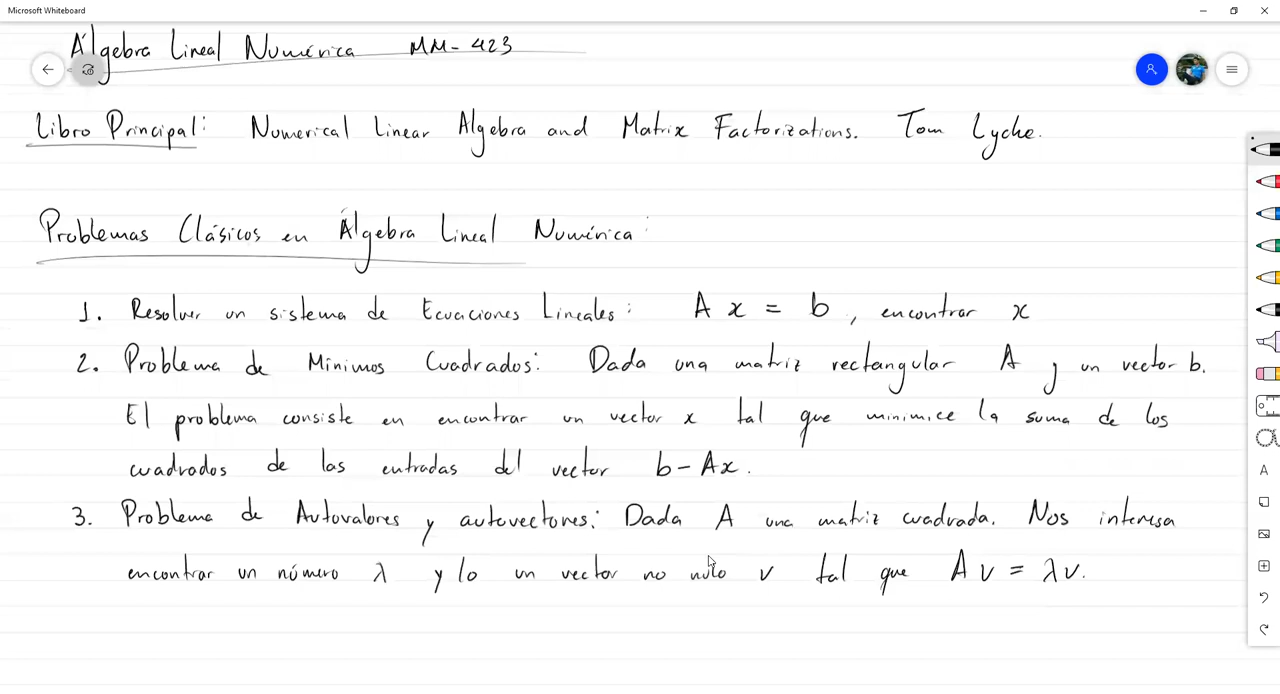 Microsoft Whiteboard
Álgebra Lineal Numérica MM-423
Libro Principal: Numerical Linear Algebra and Matrix Factorizations. Tom Lyche.
Problemas Clásicos en Álgebra Lineal Numérica:
1. Resolver un sistema de Ecuaciones Lineales: A x = b, encontrar x
2. Problema de Mínimos Cuadrados: Dada una matriz rectangular A y un vector b.
El problema consiste en encontrar un vector x tal que minimice la suma de los
cuadrados de las entradas del vector b-Ax.
3. Problema de Autovalores y autovectores: Dada A una matriz cuadrada. Nos interesa
encontrar un número λ y/o un vector no nulo v tal que Av = λv.
A